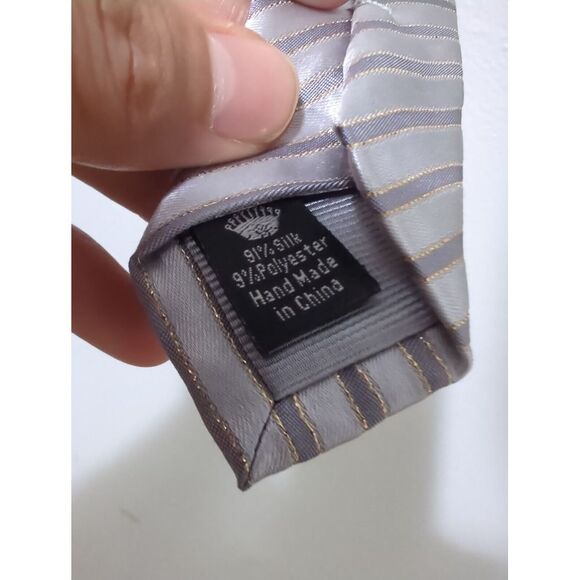 91% Silk
9% Polyester
Hand Made
in China